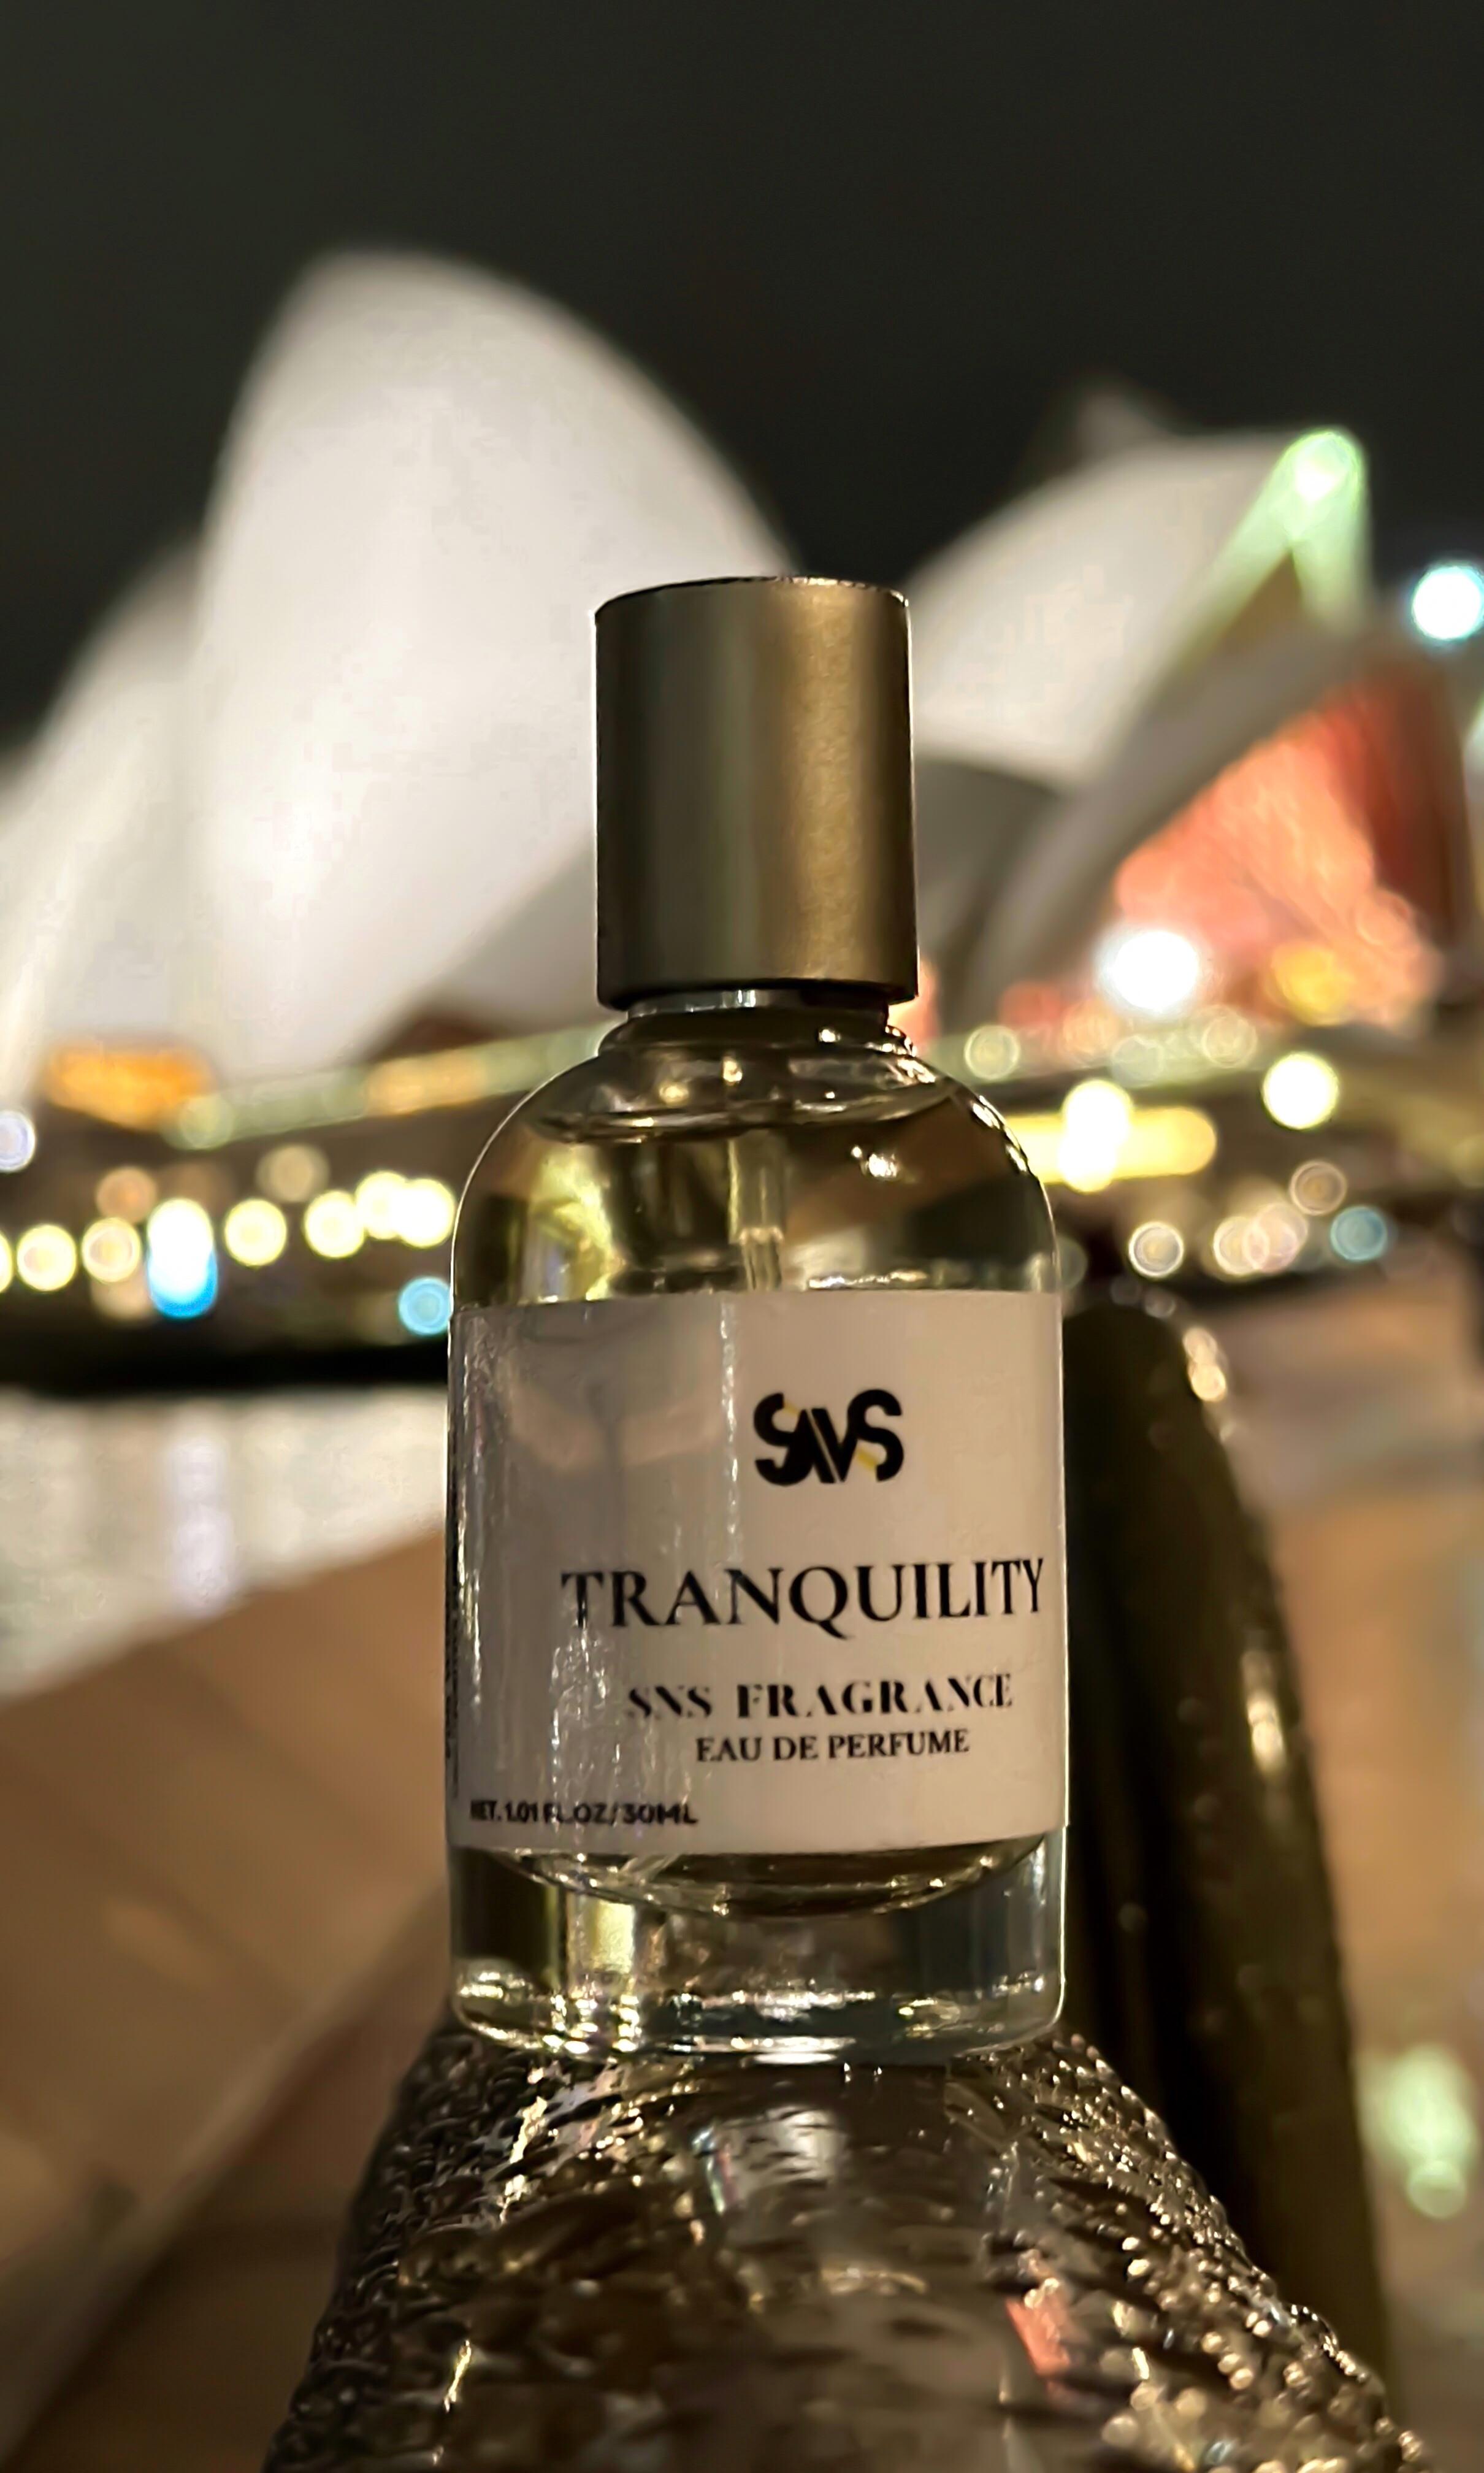 SNS
TRANQUILITY
SNS FRAGRANCE
EAU DE PERFUME
NET. 1.01 FL.OZ/30ML